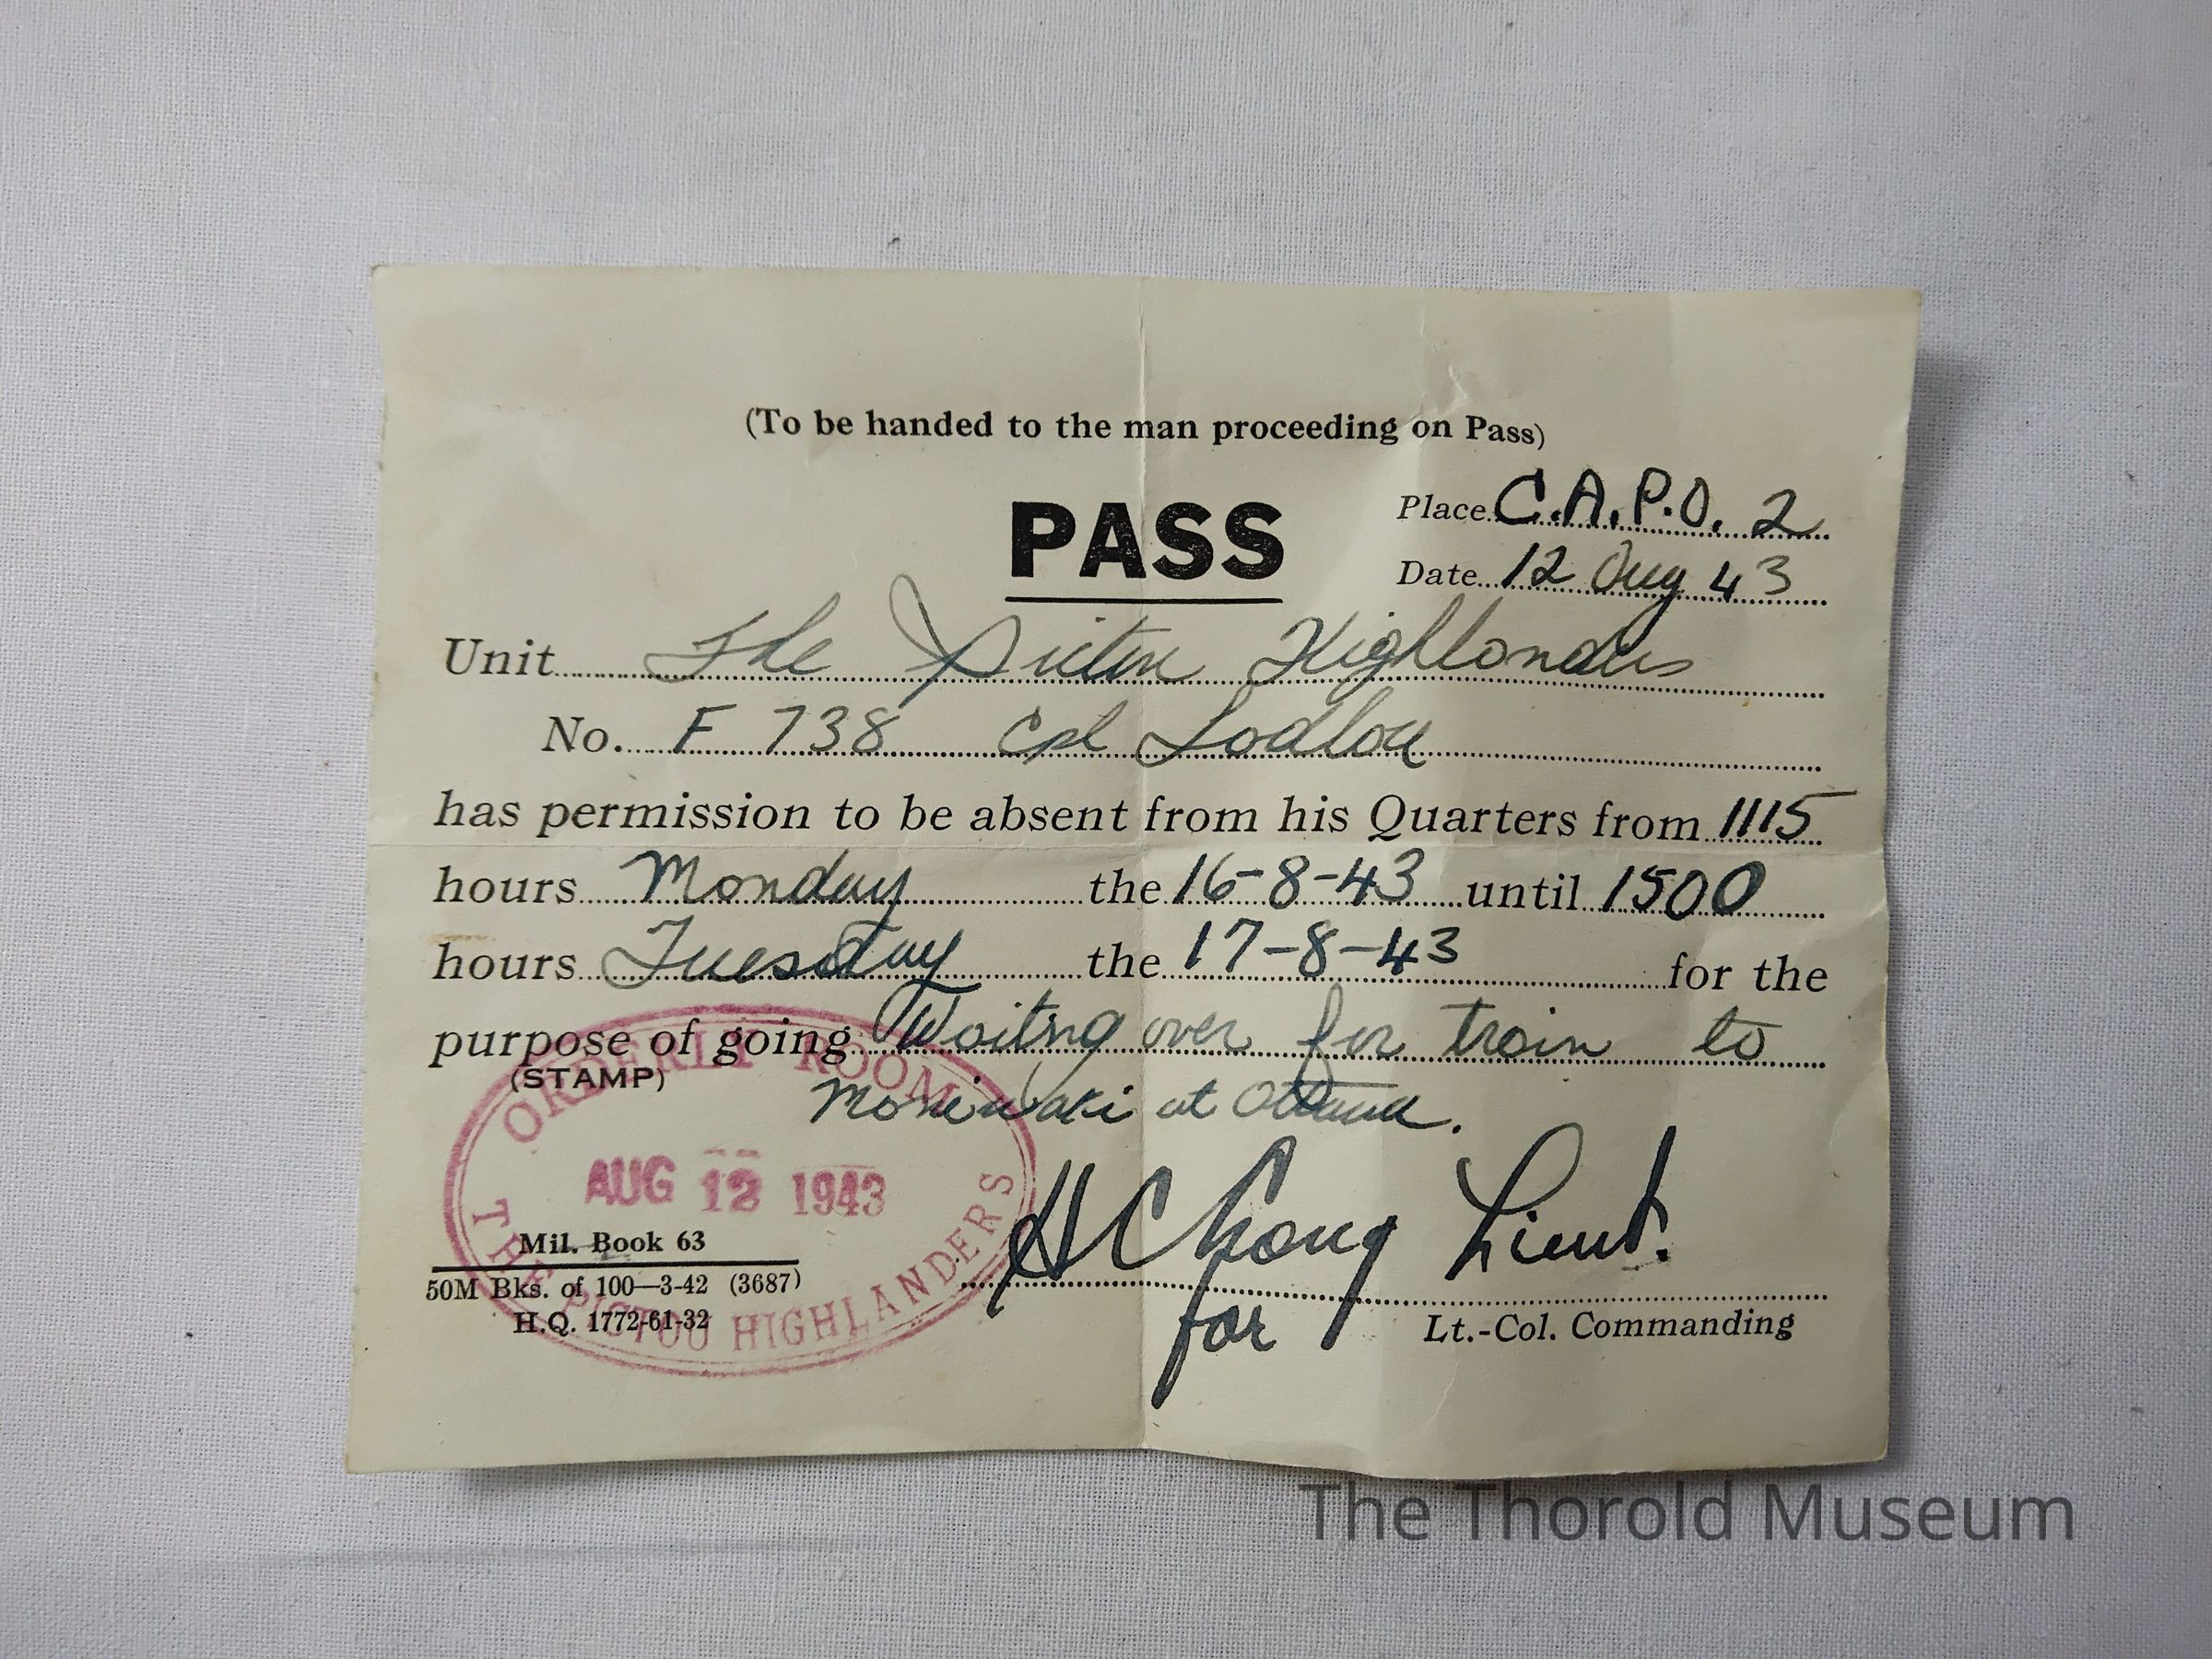 (To be handed to the man proceeding on Pass)
PASS
Place C.A.P.O. 2
Date 12 Aug 43
Unit The Pictou Highlanders
No. F 738 Cpl
has permission to be absent from his Quarters from 1115
hours Monday the 16-8-43 until 1500
hours Tuesday the 17-8-43 for the
purpose of going Waiting over for train to
Maniwaki at Ottawa.
(STAMP)
ORDERLY ROOM
AUG 12 1943
THE PICTOU HIGHLANDERS
Mil. Book 63
50M Bks. of 100—3-42 (3687)
H.Q. 1772-61-32
Lieut.
for
Lt.-Col. Commanding
The Thorold Museum